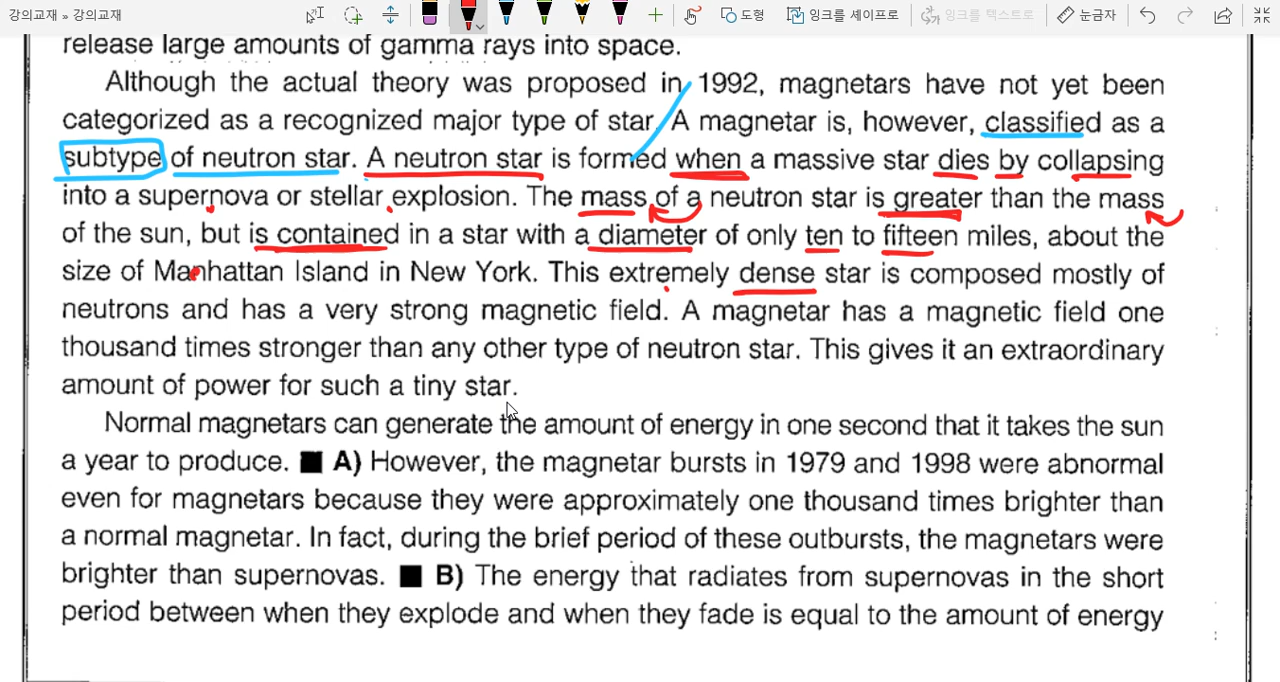 강의교재 › 강의교재
도형
잉크를 셰이프로
잉크를 텍스트로
눈금자
release large amounts of gamma rays into space.
Although the actual theory was proposed in 1992, magnetars have not yet been
categorized as a recognized major type of star. A magnetar is, however, classified as a
subtype of neutron star. A neutron star is formed when a massive star dies by collapsing
into a supernova or stellar explosion. The mass of a neutron star is greater than the mass
of the sun, but is contained in a star with a diameter of only ten to fifteen miles, about the
size of Manhattan Island in New York. This extremely dense star is composed mostly of
neutrons and has a very strong magnetic field. A magnetar has a magnetic field one
thousand times stronger than any other type of neutron star. This gives it an extraordinary
amount of power for such a tiny star.
Normal magnetars can generate the amount of energy in one second that it takes the sun
a year to produce. ■ A) However, the magnetar bursts in 1979 and 1998 were abnormal
even for magnetars because they were approximately one thousand times brighter than
a normal magnetar. In fact, during the brief period of these outbursts, the magnetars were
brighter than supernovas. ■ B) The energy that radiates from supernovas in the short
period between when they explode and when they fade is equal to the amount of energy